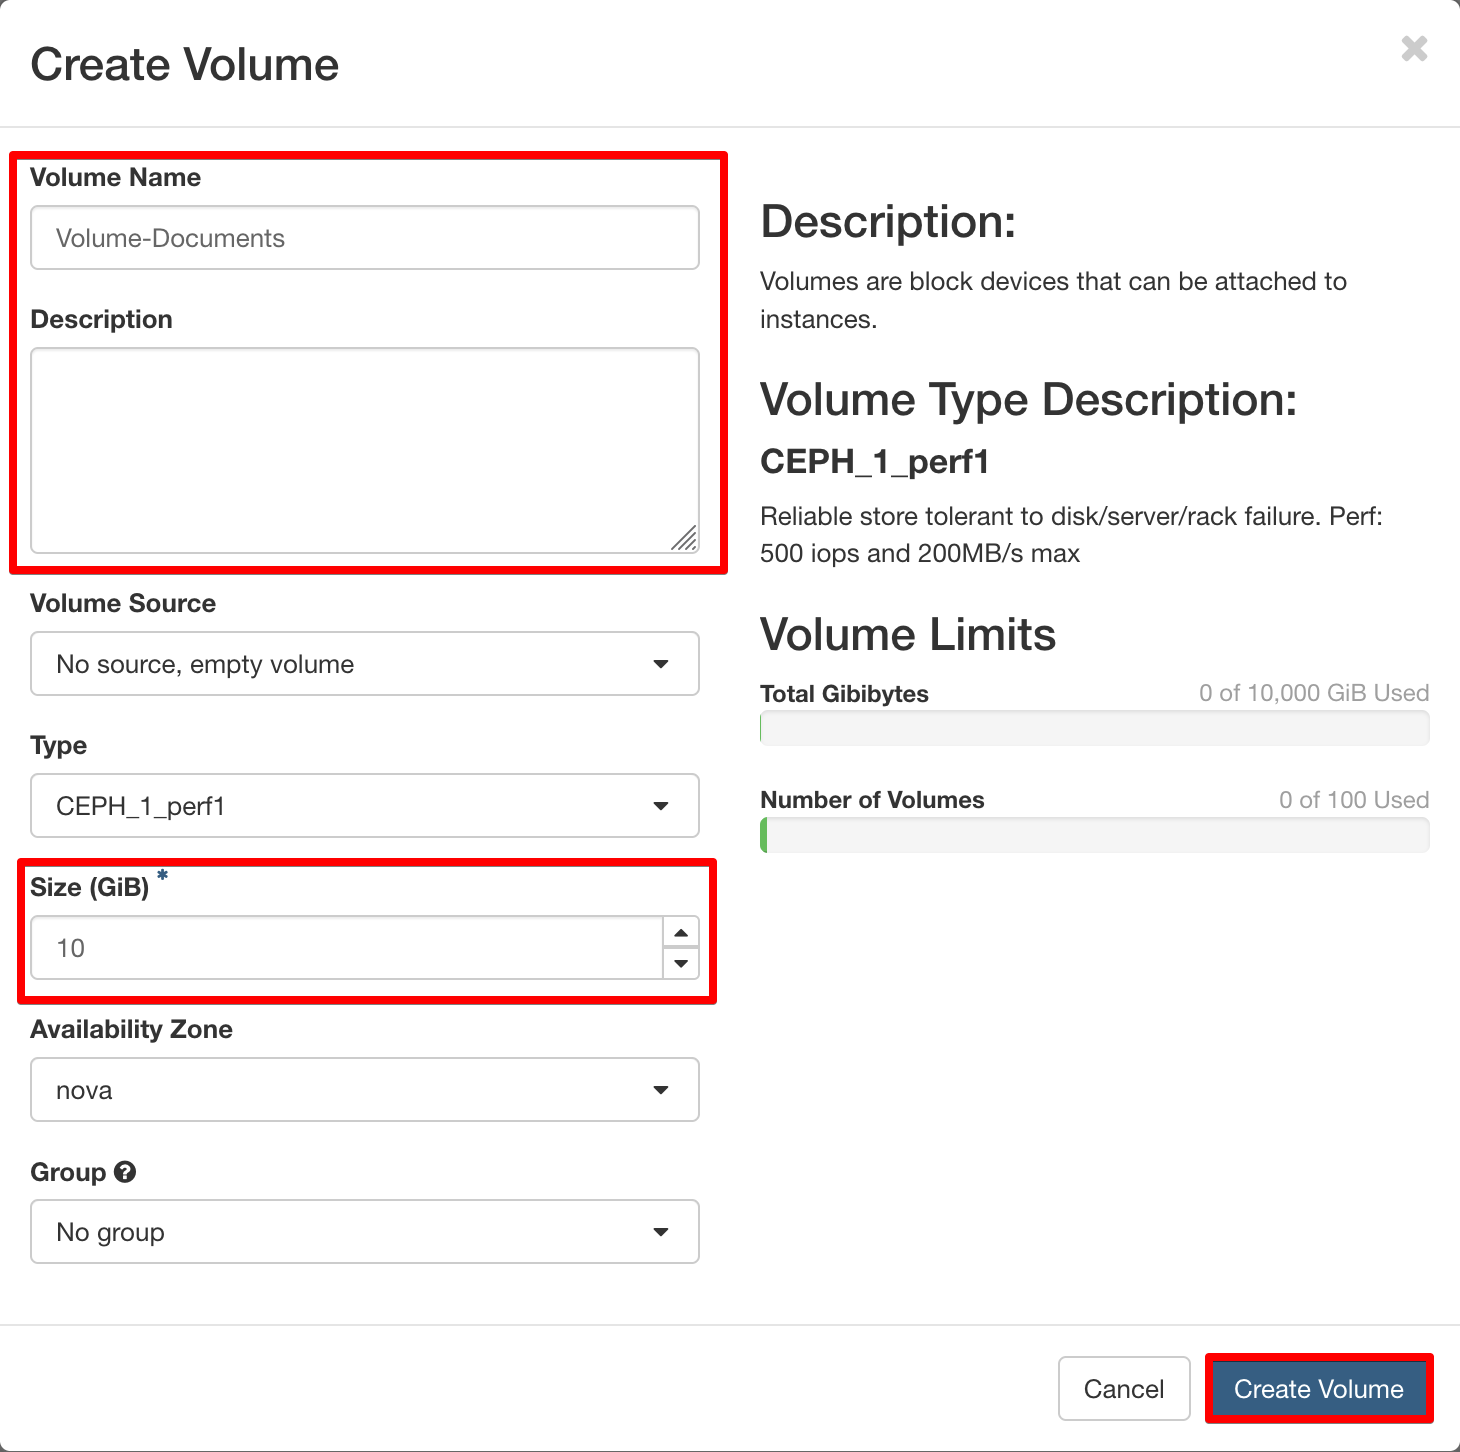 Create Volume
Volume Name
Volume-Documents
Description
Volume Source
No source, empty volume
Type
CEPH_1_perf1
Size (GiB) *
10
Availability Zone
nova
Group
No group
Description:
Volumes are block devices that can be attached to
instances.
Volume Type Description:
CEPH_1_perf1
Reliable store tolerant to disk/server/rack failure. Perf:
500 iops and 200MB/s max
Volume Limits
Total Gibibytes 0 of 10,000 GiB Used
Number of Volumes 0 of 100 Used
Cancel Create Volume